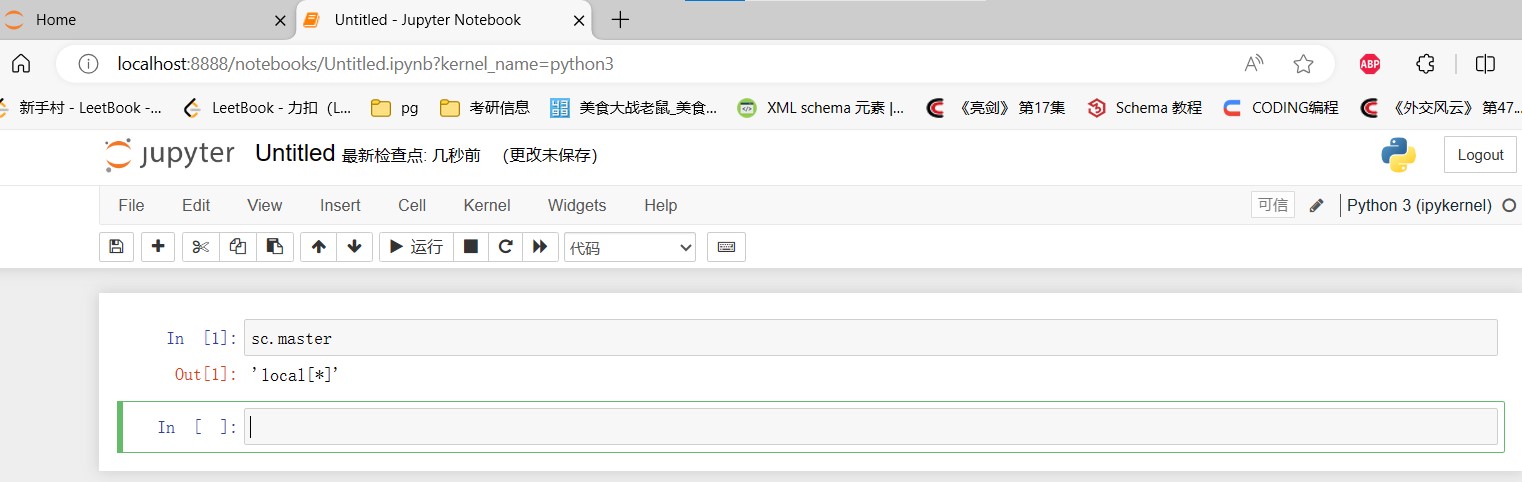 Home
Untitled - Jupyter Notebook
localhost:8888/notebooks/Untitled.ipynb?kernel_name=python3
新手村 - LeetBook -... LeetBook - 力扣（L... pg 考研信息 美食大战老鼠_美食... XML schema 元素 |... 《亮剑》 第17集 Schema 教程 CODING编程 《外交风云》 第47...
jupyter Untitled 最新检查点: 几秒前 (更改未保存) Logout
File Edit View Insert Cell Kernel Widgets Help 可信 Python 3 (ipykernel)
运行 代码
In [1]: sc.master
Out[1]: 'local[*]'
In [ ]: